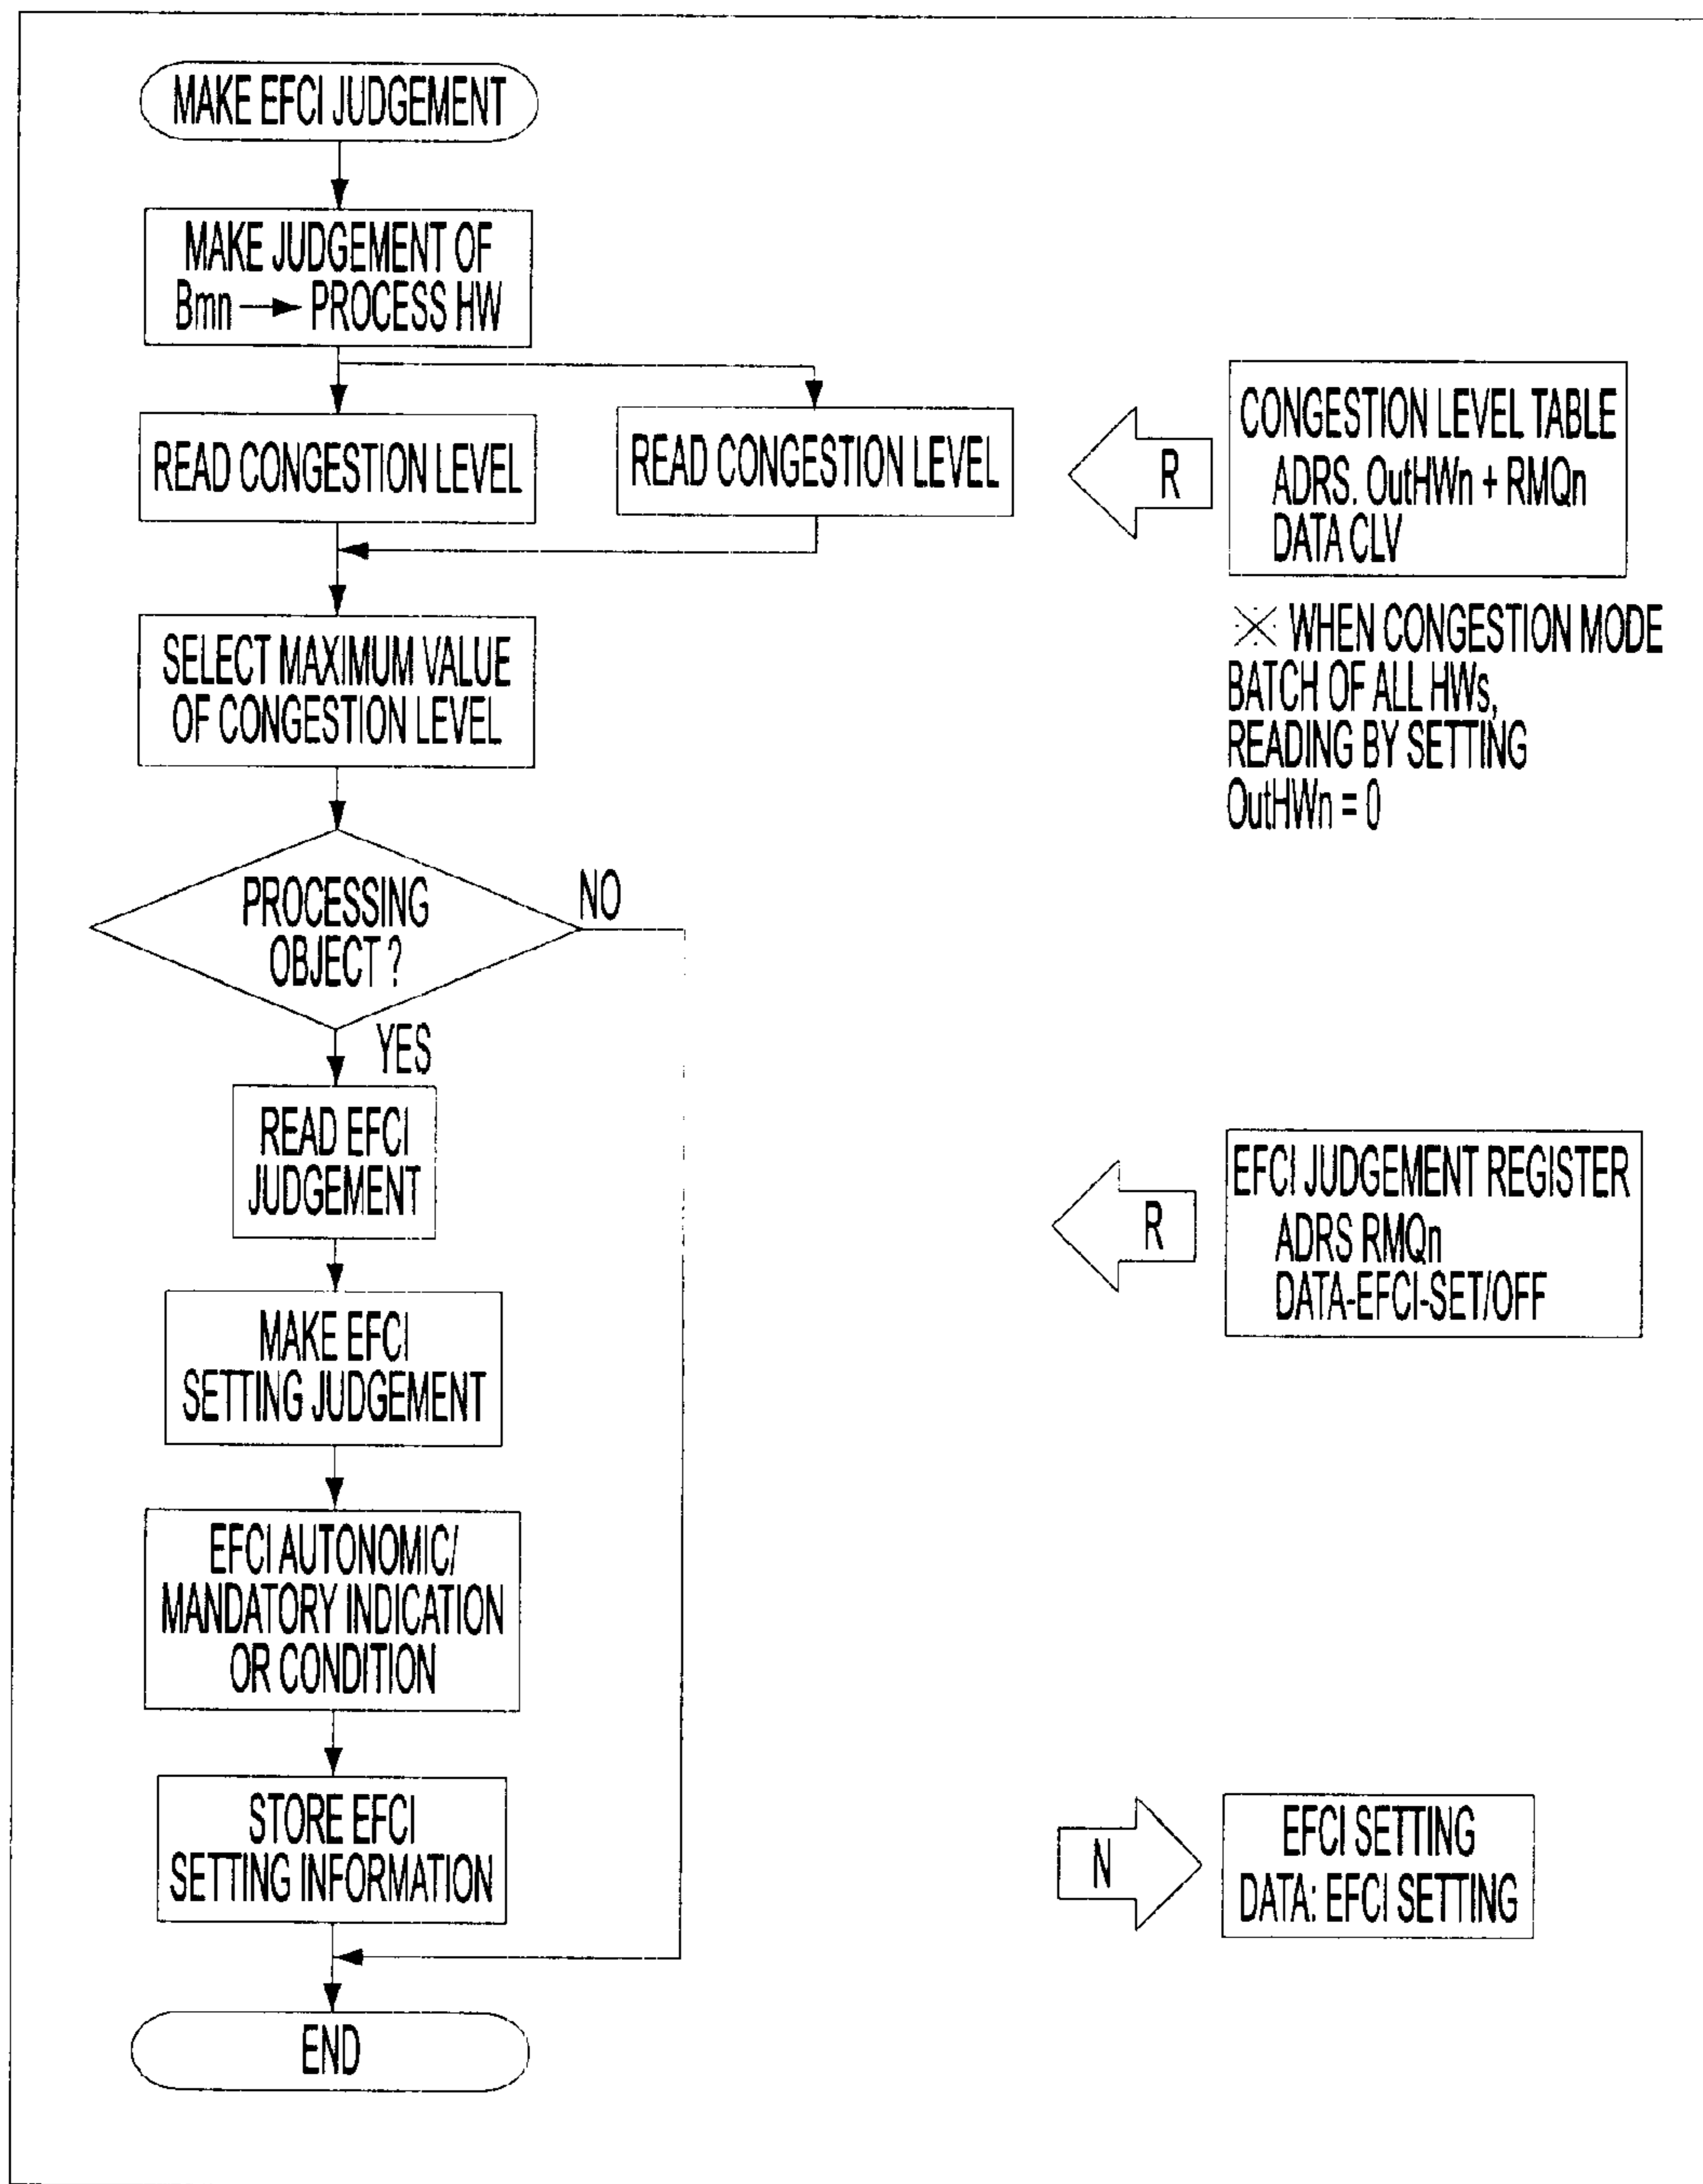 MAKE EFCI JUDGEMENT
MAKE JUDGEMENT OF
Bmn → PROCESS HW
READ CONGESTION LEVEL
READ CONGESTION LEVEL
R
CONGESTION LEVEL TABLE
ADRS. OutHWn + RMQn
DATA CLV
※ WHEN CONGESTION MODE
BATCH OF ALL HWs,
READING BY SETTING
OutHWn = 0
SELECT MAXIMUM VALUE
OF CONGESTION LEVEL
PROCESSING
OBJECT ?
NO
YES
READ EFCI
JUDGEMENT
R
EFCI JUDGEMENT REGISTER
ADRS RMQn
DATA-EFCI-SET/OFF
MAKE EFCI
SETTING JUDGEMENT
EFCI AUTONOMIC/
MANDATORY INDICATION
OR CONDITION
STORE EFCI
SETTING INFORMATION
N
EFCI SETTING
DATA: EFCI SETTING
END